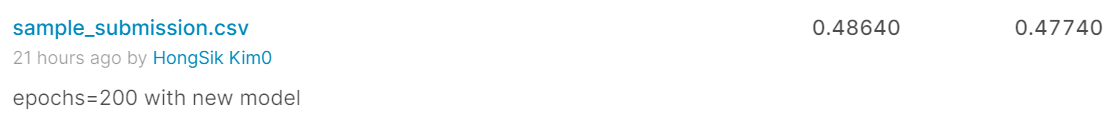 sample_submission.csv 0.48640 0.47740
21 hours ago by HongSik Kim0
epochs=200 with new model